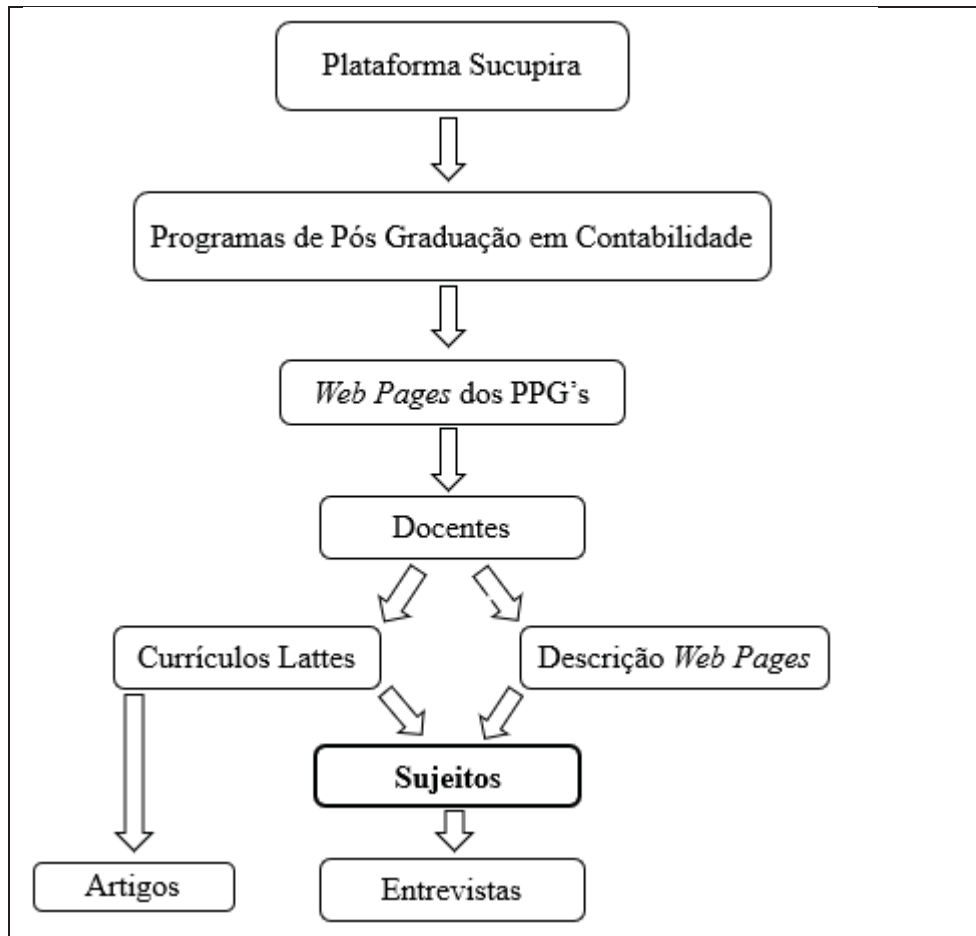 Plataforma Sucupira
Programas de Pós Graduação em Contabilidade
Web Pages dos PPG’s
Docentes
Currículos Lattes
Descrição Web Pages
Sujeitos
Artigos
Entrevistas